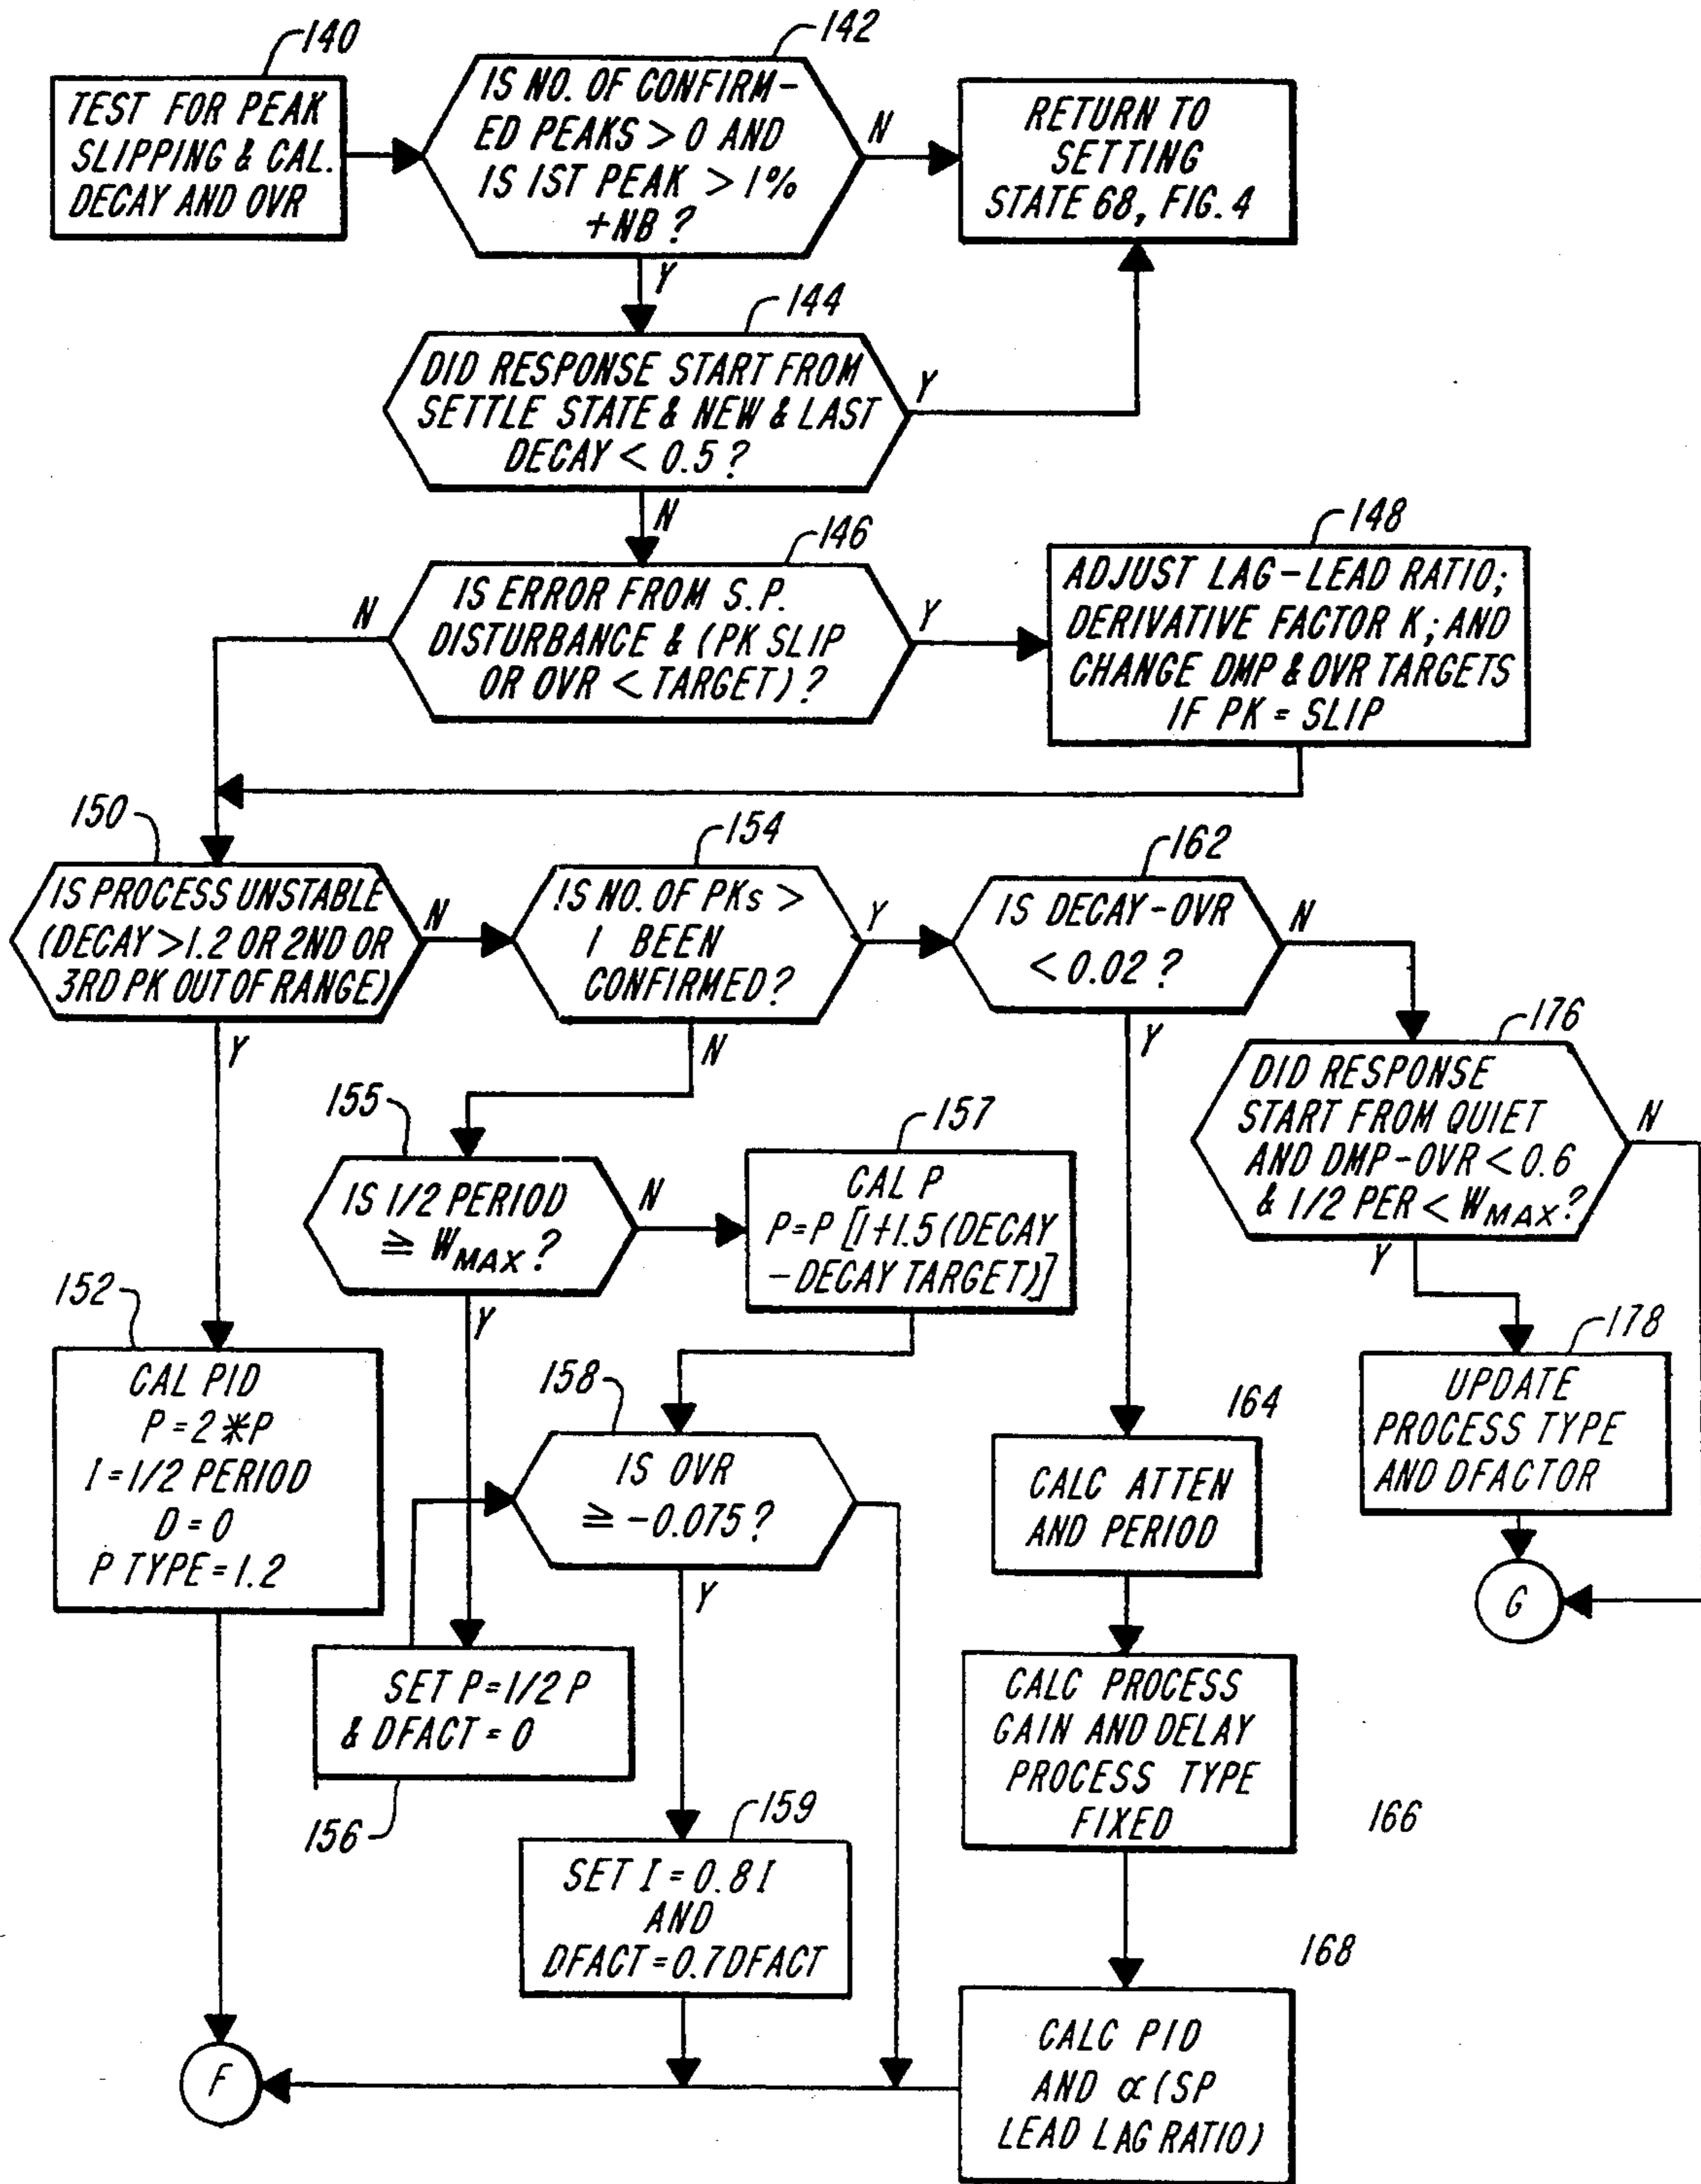 140
TEST FOR PEAK
SLIPPING & CAL.
DECAY AND OVR
142
IS NO. OF CONFIRM-
ED PEAKS > 0 AND
IS 1ST PEAK > 1%
+NB ?
N
Y
RETURN TO
SETTING
STATE 68, FIG. 4
144
DID RESPONSE START FROM
SETTLE STATE & NEW & LAST
DECAY < 0.5 ?
Y
N
146
IS ERROR FROM S.P.
DISTURBANCE & (PK SLIP
OR OVR < TARGET) ?
N
Y
148
ADJUST LAG-LEAD RATIO;
DERIVATIVE FACTOR K; AND
CHANGE DMP & OVR TARGETS
IF PK = SLIP
150
IS PROCESS UNSTABLE
(DECAY > 1.2 OR 2ND OR
3RD PK OUT OF RANGE)
N
Y
154
IS NO. OF PKs >
1 BEEN
CONFIRMED?
Y
N
162
IS DECAY-OVR
< 0.02 ?
N
Y
176
DID RESPONSE
START FROM QUIET
AND DMP-OVR < 0.6
& 1/2 PER < WMAX?
N
Y
155
IS 1/2 PERIOD
≧ WMAX ?
N
Y
157
CAL P
P=P [1+1.5 (DECAY
-DECAY TARGET)]
152
CAL PID
P = 2 * P
I = 1/2 PERIOD
D = 0
P TYPE = 1.2
158
IS OVR
≧ -0.075 ?
Y
164
CALC ATTEN
AND PERIOD
178
UPDATE
PROCESS TYPE
AND DFACTOR
G
SET P = 1/2 P
& DFACT = 0
156
CALC PROCESS
GAIN AND DELAY
PROCESS TYPE
FIXED
166
159
SET I = 0.8 I
AND
DFACT = 0.7 DFACT
168
CALC PID
AND α (SP
LEAD LAG RATIO)
F